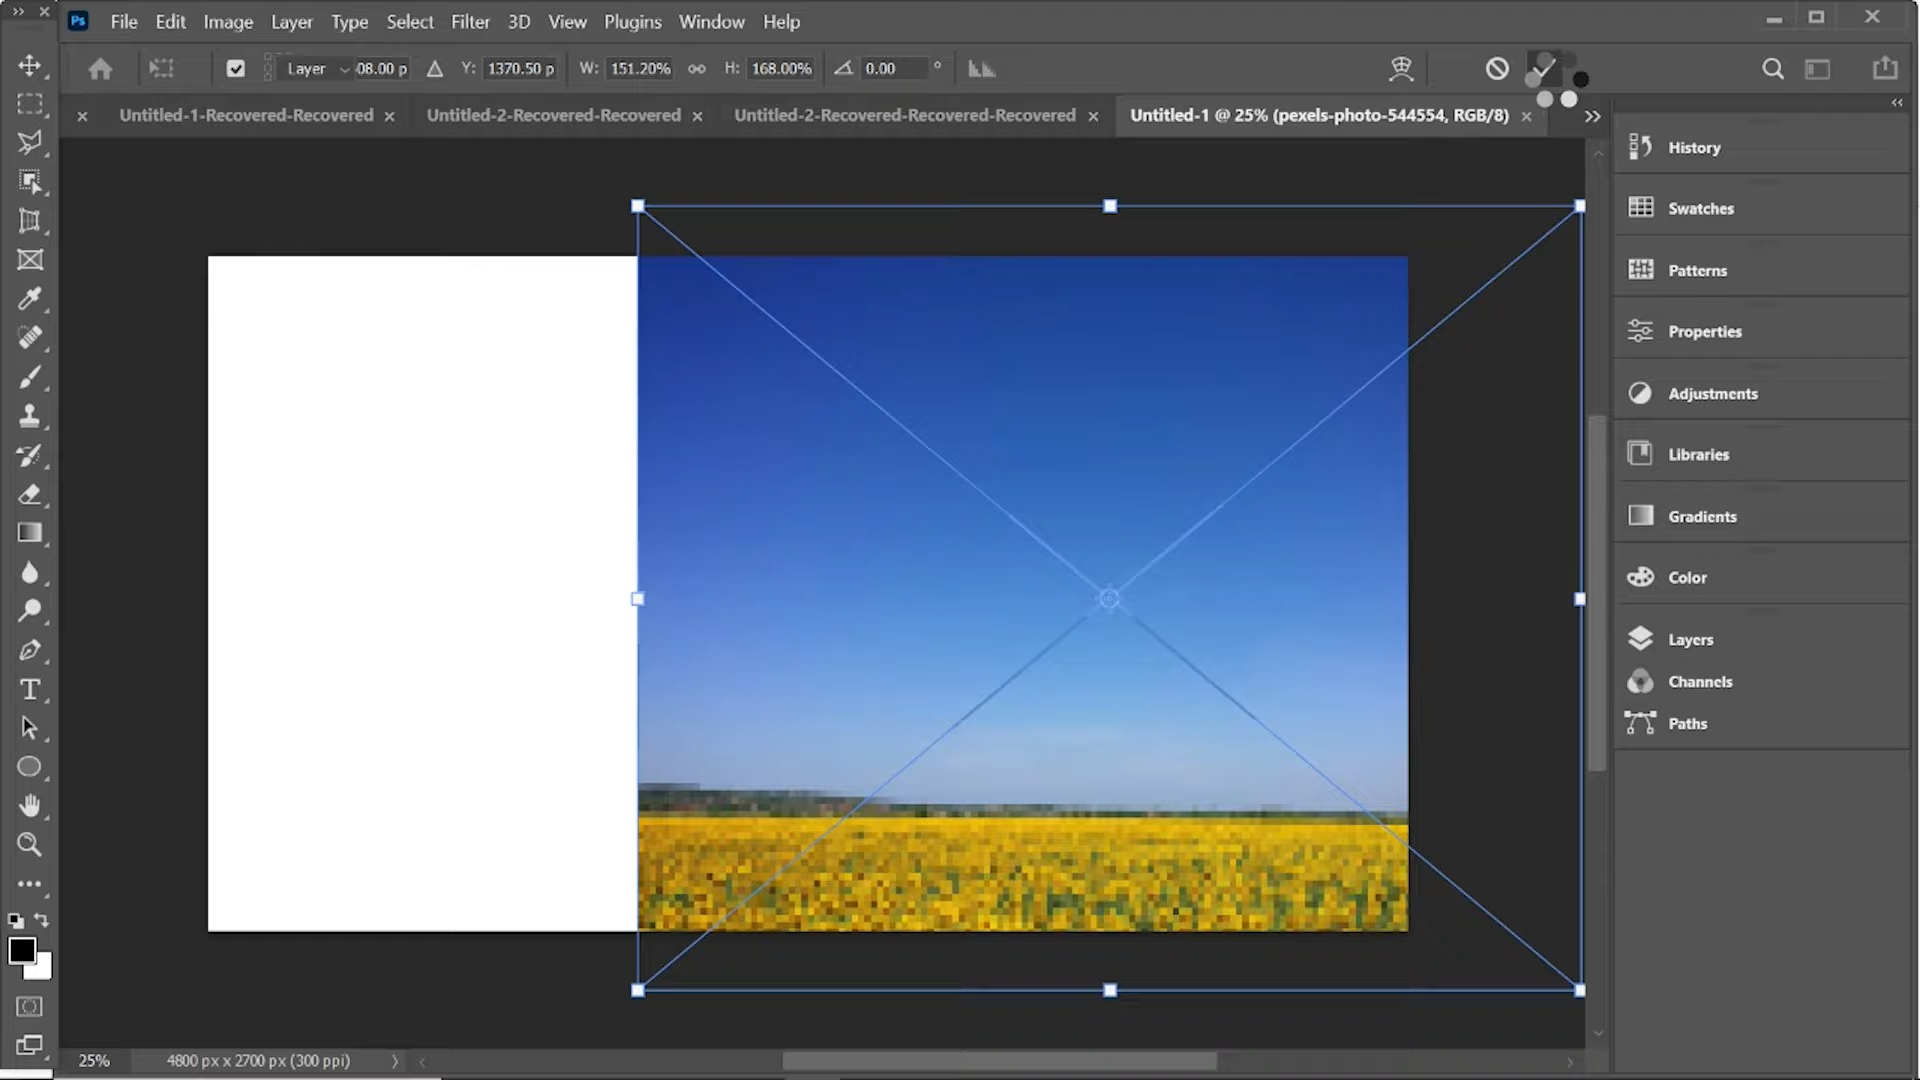 Ps File Edit Image Layer Type Select Filter 3D View Plugins Window Help
Layer 08.00 p Y: 1370.50 p W: 151.20% H: 168.00% 0.00 °
Untitled-1-Recovered-Recovered × Untitled-2-Recovered-Recovered × Untitled-2-Recovered-Recovered-Recovered × Untitled-1 @ 25% (pexels-photo-544554, RGB/8) ×
History
Swatches
Patterns
Properties
Adjustments
Libraries
Gradients
Color
Layers
Channels
Paths
25% 4800 px x 2700 px (300 ppi)